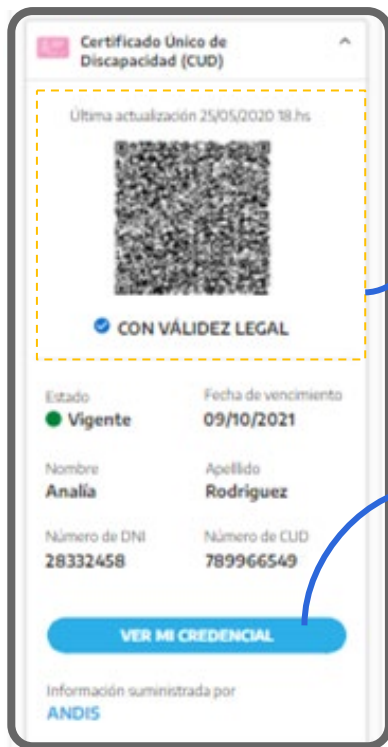 Certificado Único de
Discapacidad (CUD)
Última actualización 25/05/2020 18.hs
CON VÁLIDEZ LEGAL
Estado Fecha de vencimiento
Vigente 09/10/2021
Nombre Apelllido
Analía Rodriguez
Número de DNI Número de CUD
28332458 789966549
VER MI CREDENCIAL
Información suministrada por
ANDIS